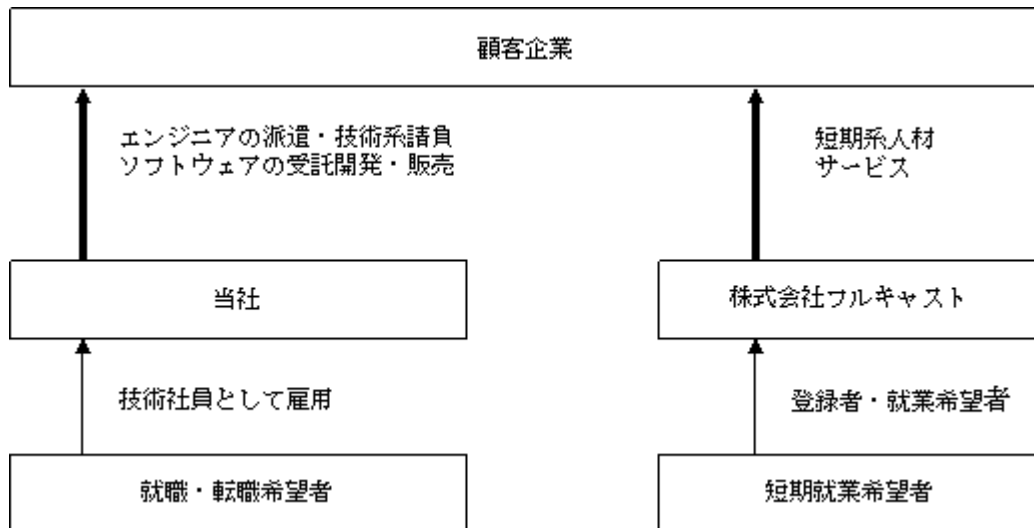 顧客企業
エンジニアの派遣・技術系請負
ソフトウェアの受託開発・販売
短期系人材
サービス
当社
株式会社フルキャスト
技術社員として雇用
登録者・就業希望者
就職・転職希望者
短期就業希望者